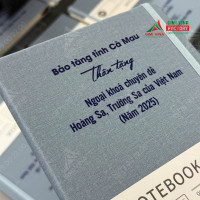 Bảo tàng tỉnh Cà Mau
Thân tặng
Ngoại khoá chuyên đề
Hoàng Sa, Trường Sa của Việt Nam
(Năm 2025)
NOTEBOOK